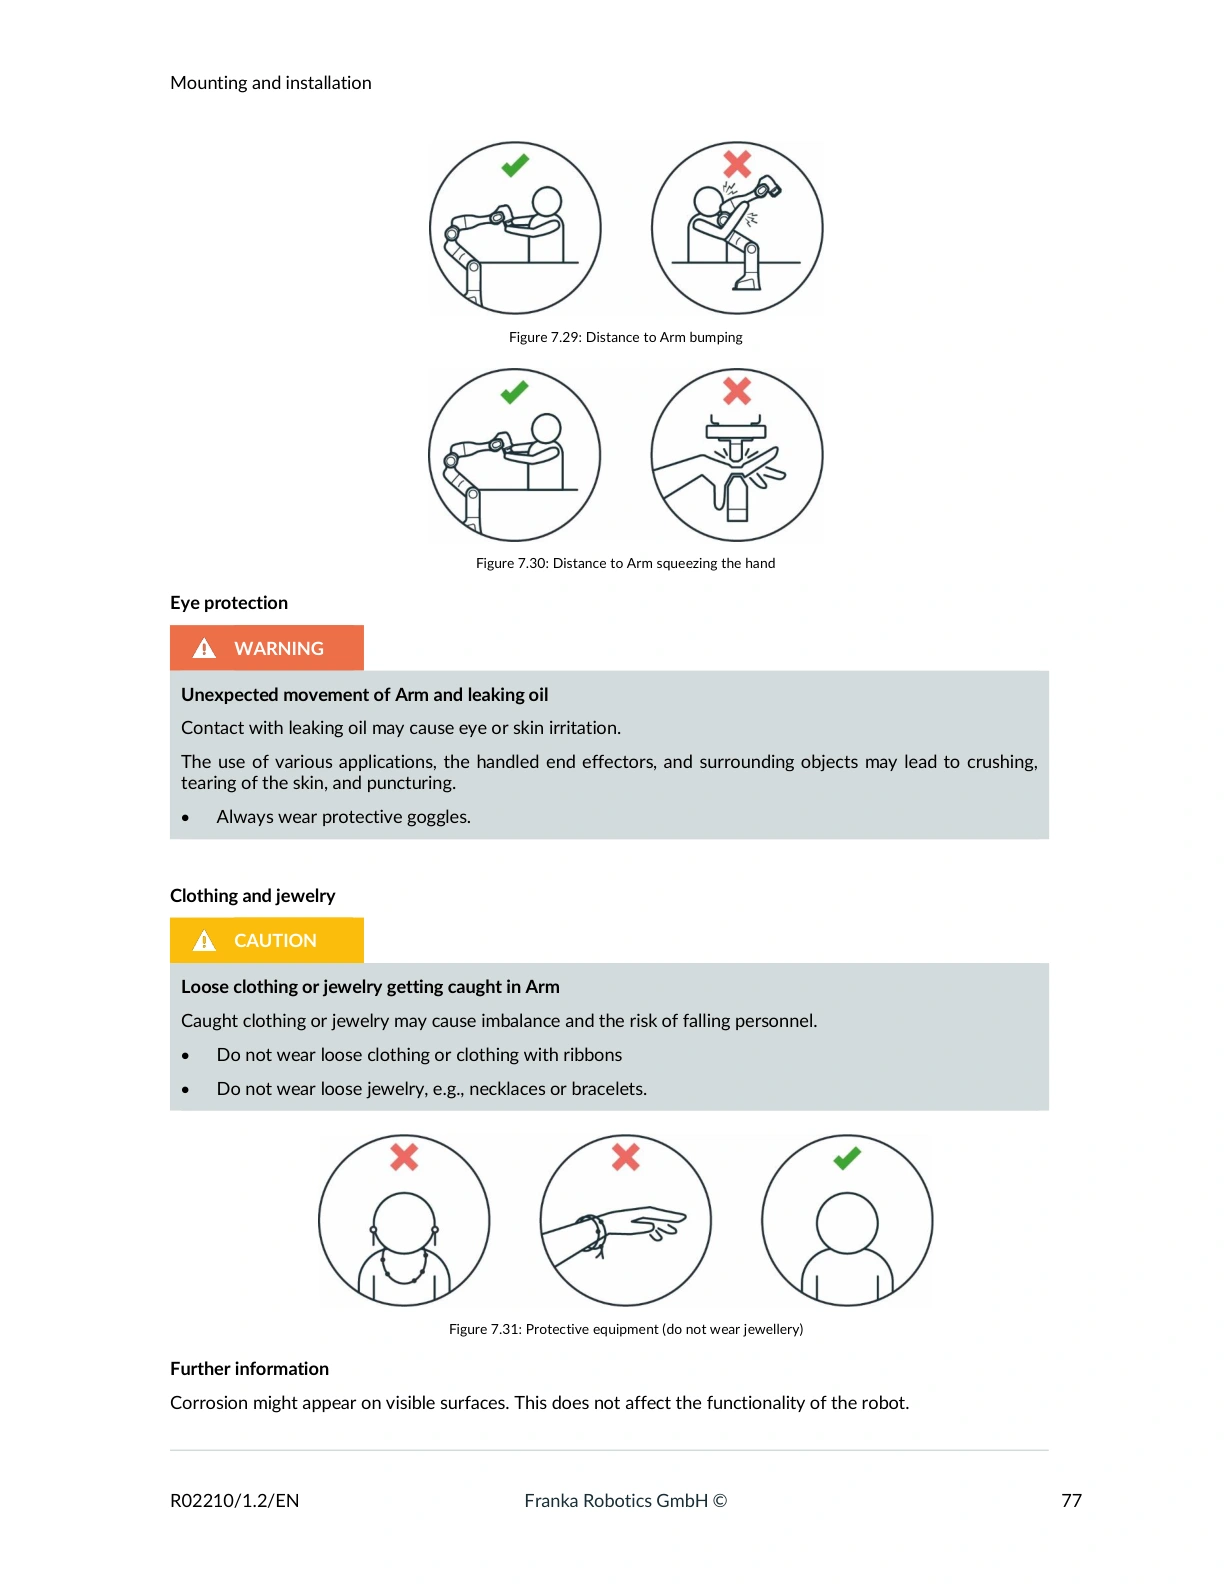 Mounting and installation
Figure 7.29: Distance to Arm bumping
Figure 7.30: Distance to Arm squeezing the hand
Eye protection
WARNING
Unexpected movement of Arm and leaking oil
Contact with leaking oil may cause eye or skin irritation.
The use of various applications, the handled end effectors, and surrounding objects may lead to crushing,
tearing of the skin, and puncturing.
• Always wear protective goggles.
Clothing and jewelry
CAUTION
Loose clothing or jewelry getting caught in Arm
Caught clothing or jewelry may cause imbalance and the risk of falling personnel.
• Do not wear loose clothing or clothing with ribbons
• Do not wear loose jewelry, e.g., necklaces or bracelets.
Figure 7.31: Protective equipment (do not wear jewellery)
Further information
Corrosion might appear on visible surfaces. This does not affect the functionality of the robot.
R02210/1.2/EN Franka Robotics GmbH © 77